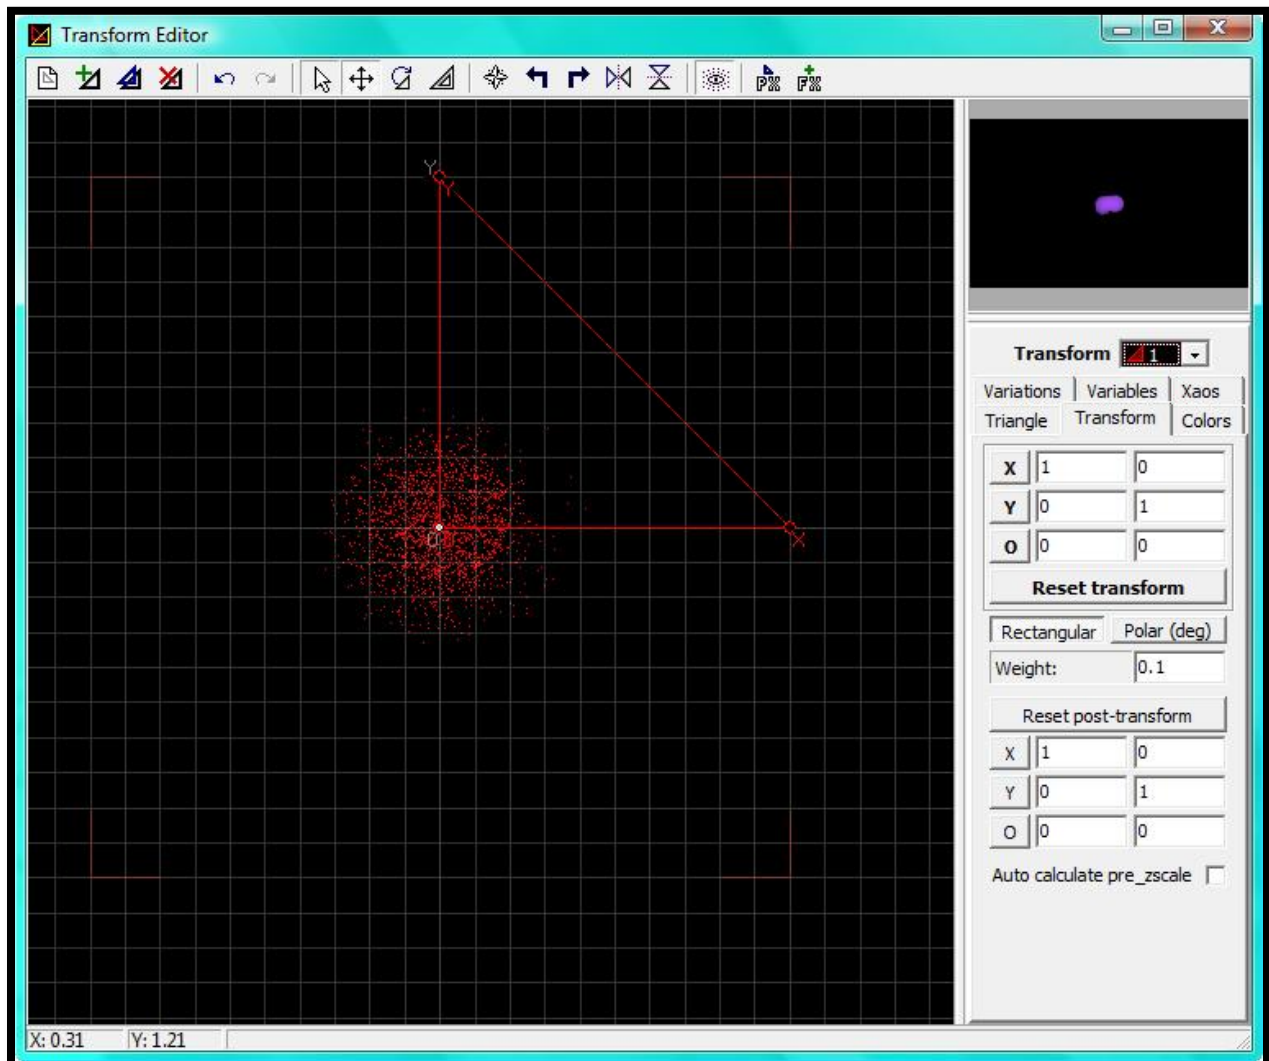 Transform Editor
PX FX
Y
Y
X
O
Transform 1
Variations Variables Xaos
Triangle Transform Colors
X 1 0
Y 0 1
O 0 0
Reset transform
Rectangular Polar (deg)
Weight: 0.1
Reset post-transform
X 1 0
Y 0 1
O 0 0
Auto calculate pre_zscale
X: 0.31 Y: 1.21